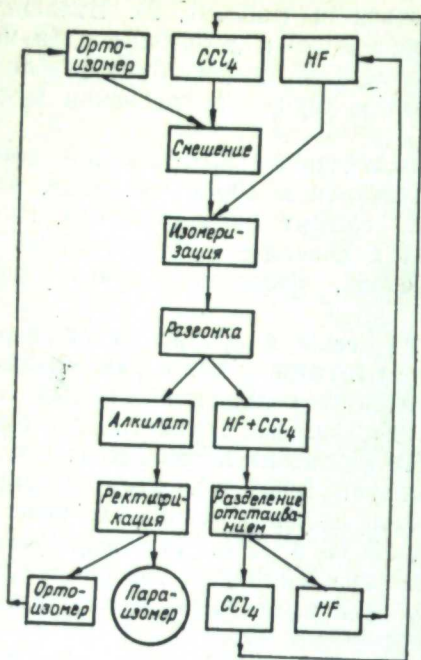 Орто-
изомер
CCl4
HF
Смешение
Изомери-
зация
Разгонка
Алкилат
HF+CCl4
Ректифи-
кация
Разделение
отстаива-
нием
Орто-
изомер
Пара-
изомер
CCl4
HF